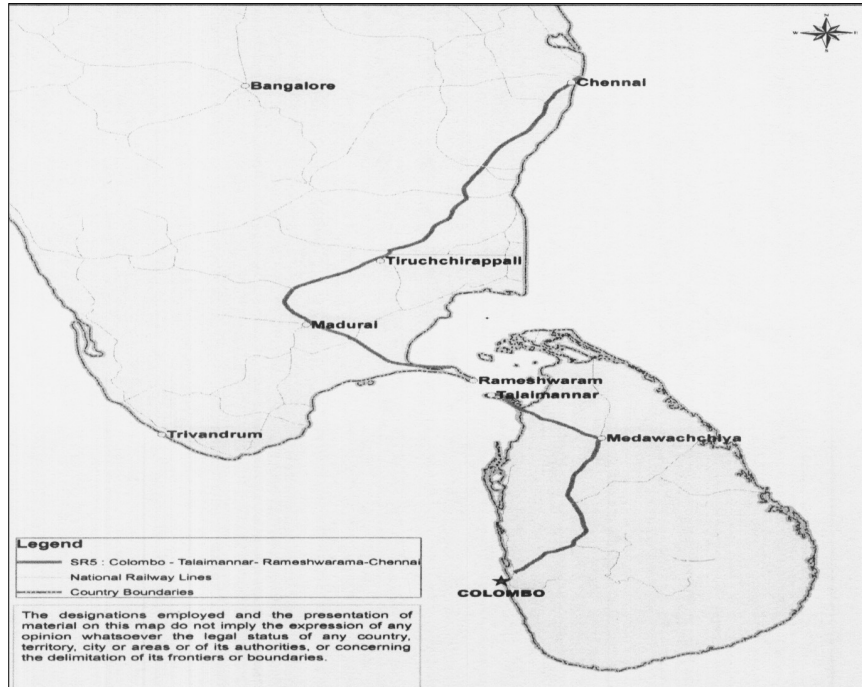 N
W
E
S
Bangalore
Chennai
Tiruchchirappali
Madurai
Rameshwaram
Talaimannar
Trivandrum
Medawachchiya
COLOMBO
Legend
SR5 : Colombo - Talaimannar- Rameshwarama-Chennai
National Railway Lines
Country Boundaries
The designations employed and the presentation of
material on this map do not imply the expression of any
opinion whatsoever the legal status of any country,
territory, city or areas or of its authorities, or concerning
the delimitation of its frontiers or boundaries.